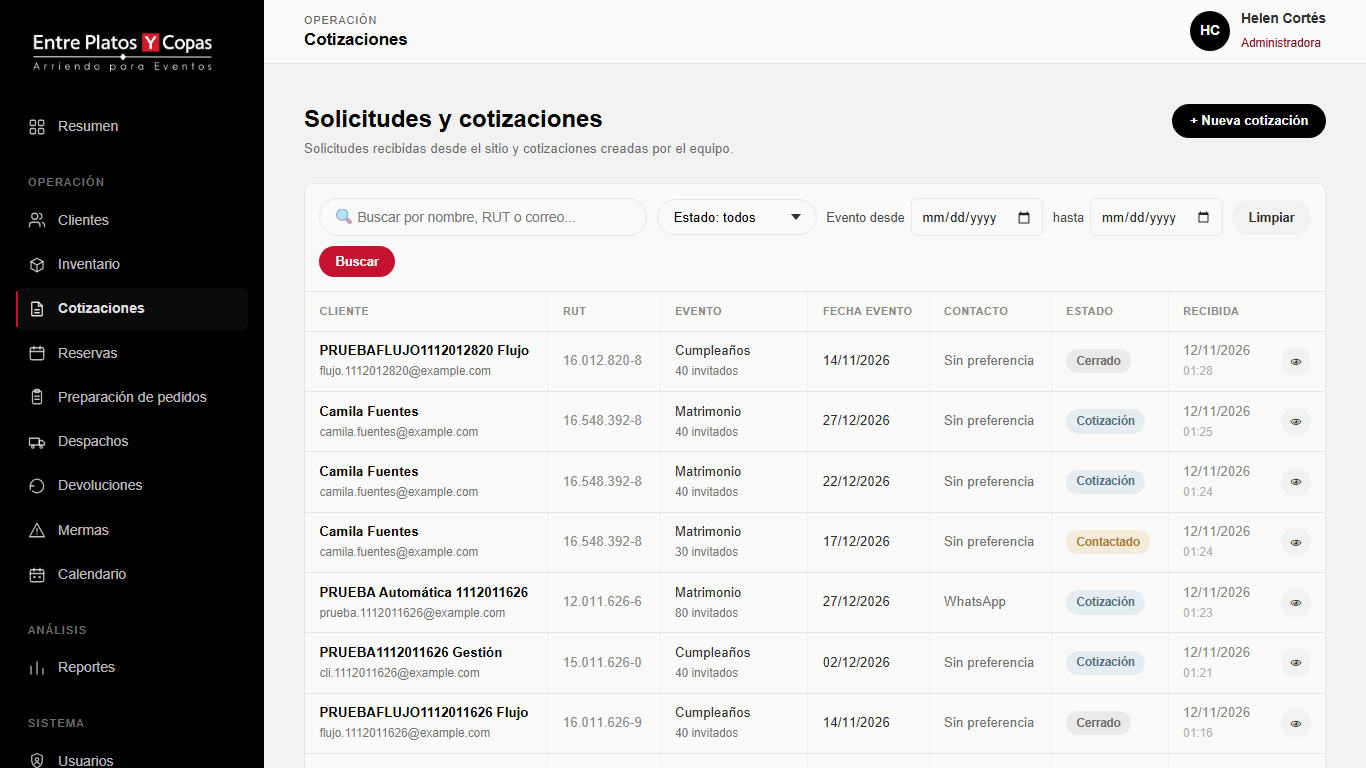 Entre Platos Y Copas
Arriendo para Eventos
Resumen
OPERACIÓN
Clientes
Inventario
Cotizaciones
Reservas
Preparación de pedidos
Despachos
Devoluciones
Mermas
Calendario
ANÁLISIS
Reportes
SISTEMA
Usuarios
OPERACIÓN
Cotizaciones
HC
Helen Cortés
Administradora
Solicitudes y cotizaciones
Solicitudes recibidas desde el sitio y cotizaciones creadas por el equipo.
+ Nueva cotización
Buscar por nombre, RUT o correo... Estado: todos Evento desde mm/dd/yyyy hasta mm/dd/yyyy Limpiar
Buscar
CLIENTE RUT EVENTO FECHA EVENTO CONTACTO ESTADO RECIBIDA
PRUEBAFLUJO1112012820 Flujo 16.012.820-8 Cumpleaños 14/11/2026 Sin preferencia Cerrado 12/11/2026
flujo.1112012820@example.com 40 invitados 01:28
Camila Fuentes 16.548.392-8 Matrimonio 27/12/2026 Sin preferencia Cotización 12/11/2026
camila.fuentes@example.com 40 invitados 01:25
Camila Fuentes 16.548.392-8 Matrimonio 22/12/2026 Sin preferencia Cotización 12/11/2026
camila.fuentes@example.com 40 invitados 01:24
Camila Fuentes 16.548.392-8 Matrimonio 17/12/2026 Sin preferencia Contactado 12/11/2026
camila.fuentes@example.com 30 invitados 01:24
PRUEBA Automática 1112011626 12.011.626-6 Matrimonio 27/12/2026 WhatsApp Cotización 12/11/2026
prueba.1112011626@example.com 80 invitados 01:23
PRUEBA1112011626 Gestión 15.011.626-0 Cumpleaños 02/12/2026 Sin preferencia Cotización 12/11/2026
cli.1112011626@example.com 40 invitados 01:21
PRUEBAFLUJO1112011626 Flujo 16.011.626-9 Cumpleaños 14/11/2026 Sin preferencia Cerrado 12/11/2026
flujo.1112011626@example.com 40 invitados 01:16